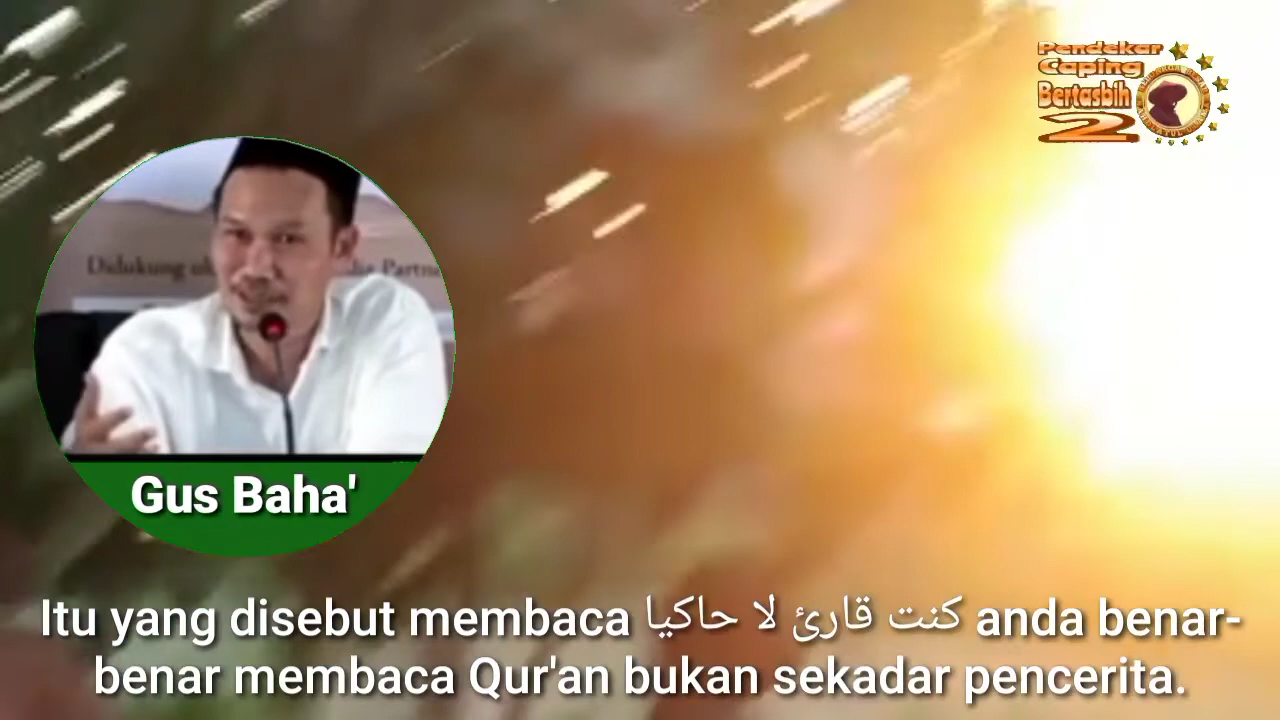 Pendekar
Caping
Bertasbih
2
Didukung
Gus Baha'
Itu yang disebut membaca كنت قارئ لا حاكيا anda benar-
benar membaca Qur'an bukan sekadar pencerita.